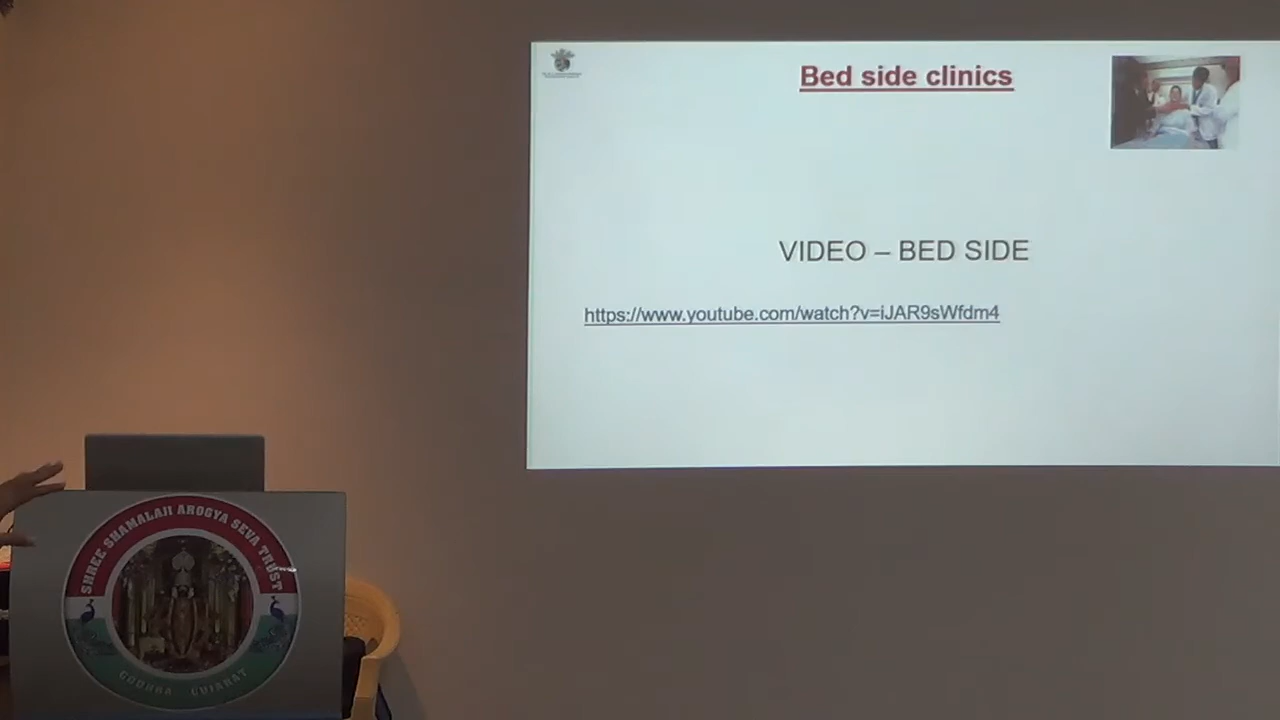 Bed side clinics
VIDEO – BED SIDE
https://www.youtube.com/watch?v=iJAR9sWfdm4
SHREE SHAMALAJI AROGYA SEVA TRUST
GODHRA GUJARAT